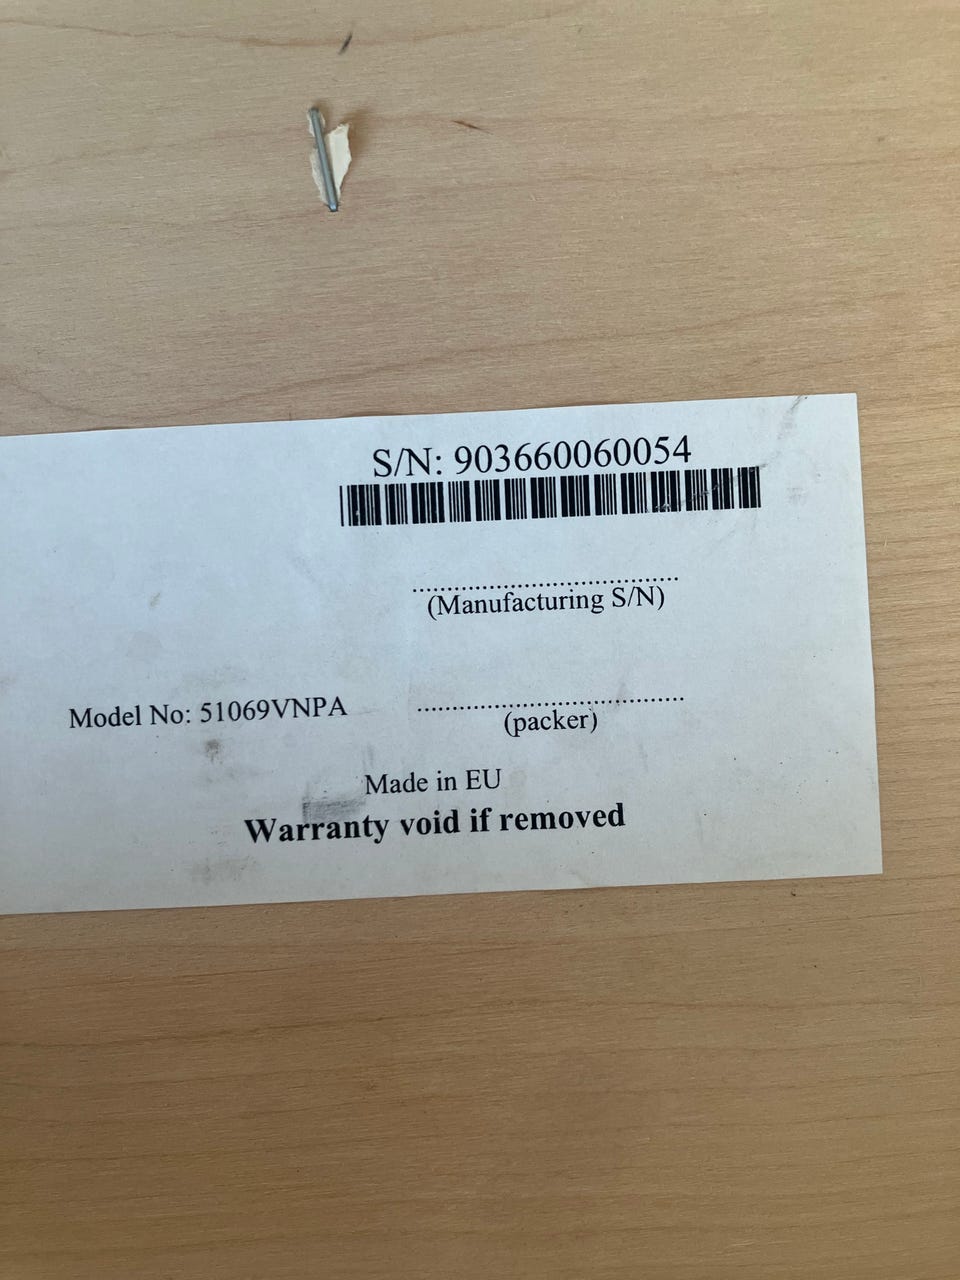 S/N: 903660060054
........................................
(Manufacturing S/N)
Model No: 51069VNPA
........................................
(packer)
Made in EU
Warranty void if removed